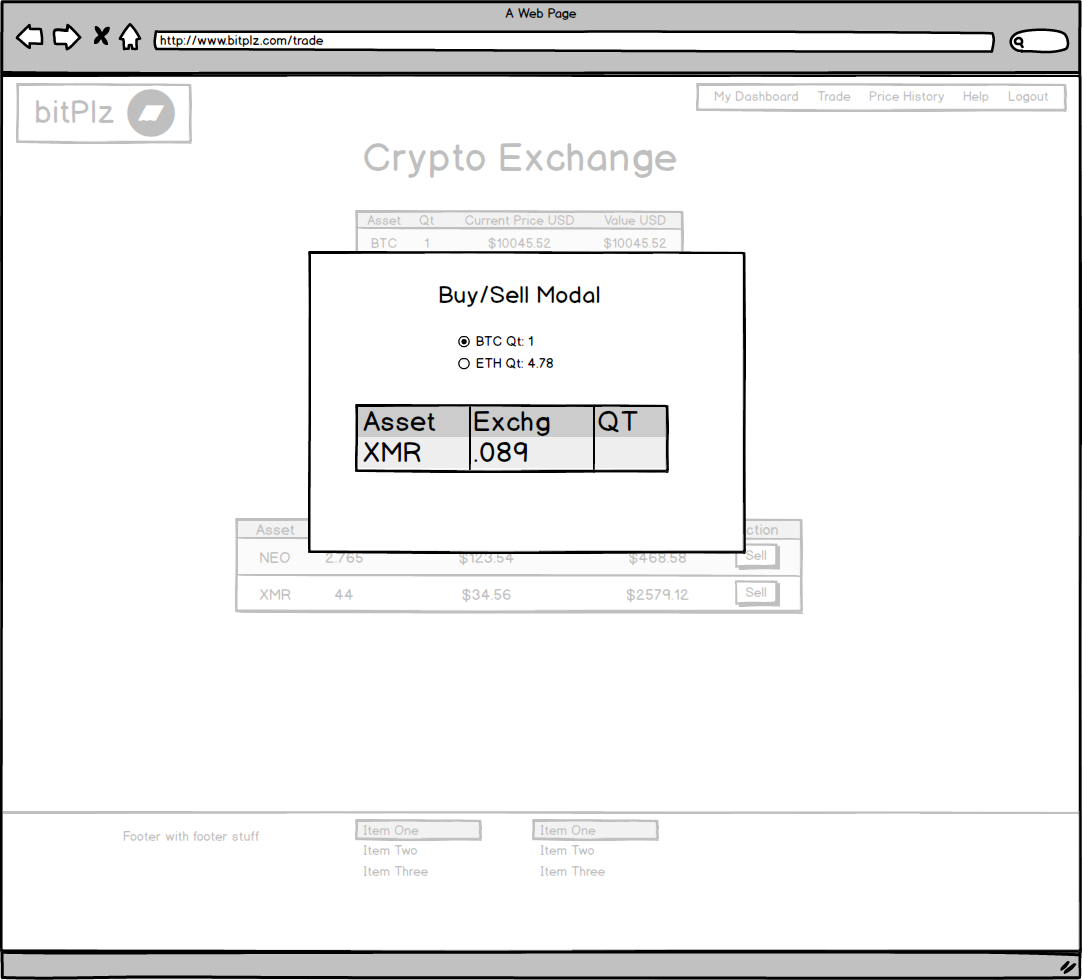 A Web Page
http://www.bitplz.com/trade
bitPlz
My Dashboard Trade Price History Help Logout
Crypto Exchange
Asset Qt Current Price USD Value USD
BTC 1 $10045.52 $10045.52
Buy/Sell Modal
BTC Qt: 1
ETH Qt: 4.78
Asset Exchg QT
XMR .089
Asset ction
NEO 2.765 $123.54 $468.58 Sell
XMR 44 $34.56 $2579.12 Sell
Footer with footer stuff
Item One
Item Two
Item Three
Item One
Item Two
Item Three